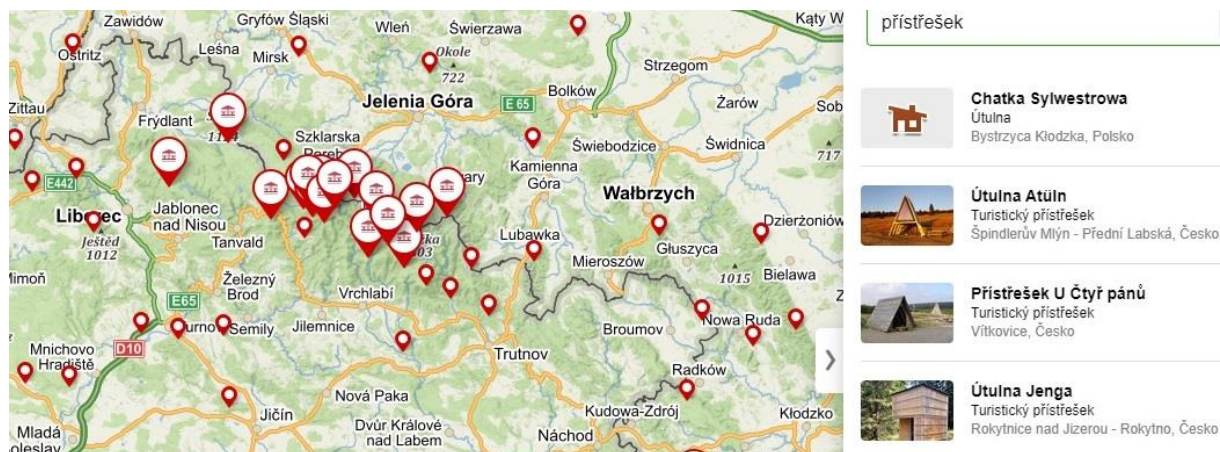 Zawidów
Gryfów Śląski
Wleń
Świerzawa
Kąty W
Ostritz
Leśna
Mirsk
Okole
722
Strzegom
Zittau
Jelenia Góra
E 65
Bolków
Żarów
Sob
Frýdlant
Szklarska
Kamienna
Góra
Świebodzice
Świdnica
717
E442
Liberec
Jablonec
nad Nisou
Wałbrzych
Ještěd
1012
Tanvald
Lubawka
Dzierżoniów
Głuszyca
Mimoň
Mieroszów
1015
Bielawa
Železný
Brod
Vrchlabí
E65
Semily
Jilemnice
Broumov
Nowa Ruda
D10
Mnichovo
Hradiště
Trutnov
Radków
Nová Paka
Jičín
Kudowa-Zdrój
Kłodzko
Mladá
Dvůr Králové
nad Labem
Náchod
přístřešek
Chatka Sylwestrowa
Útulna
Bystrzyca Kłodzka, Polsko
Útulna Atüln
Turistický přístřešek
Špindlerův Mlýn - Přední Labská, Česko
Přístřešek U Čtyř pánů
Turistický přístřešek
Vítkovice, Česko
Útulna Jenga
Turistický přístřešek
Rokytnice nad Jizerou - Rokytno, Česko